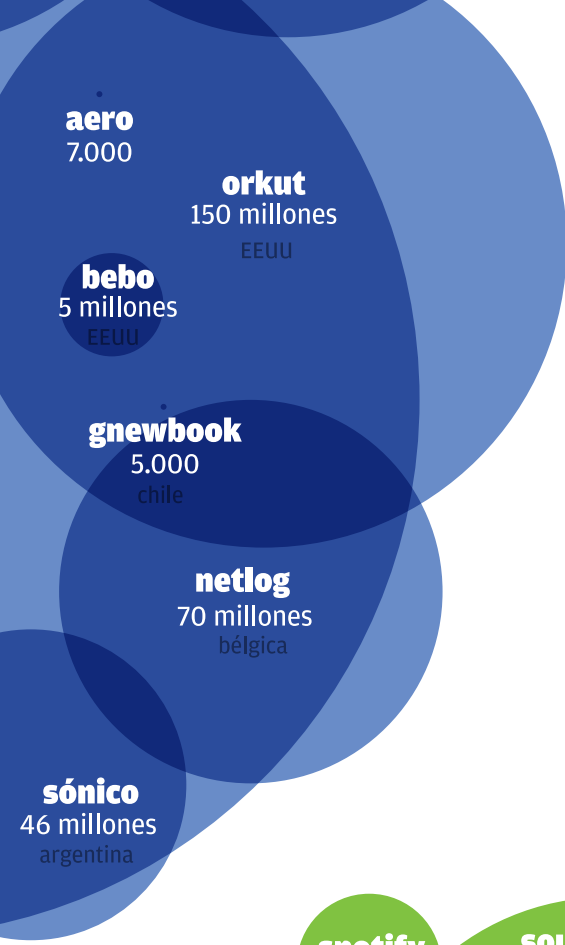 aero
7.000
orkut
150 millones
EEUU
bebo
5 millones
EEUU
gnewbook
5.000
chile
netlog
70 millones
bélgica
sónico
46 millones
argentina
spotify